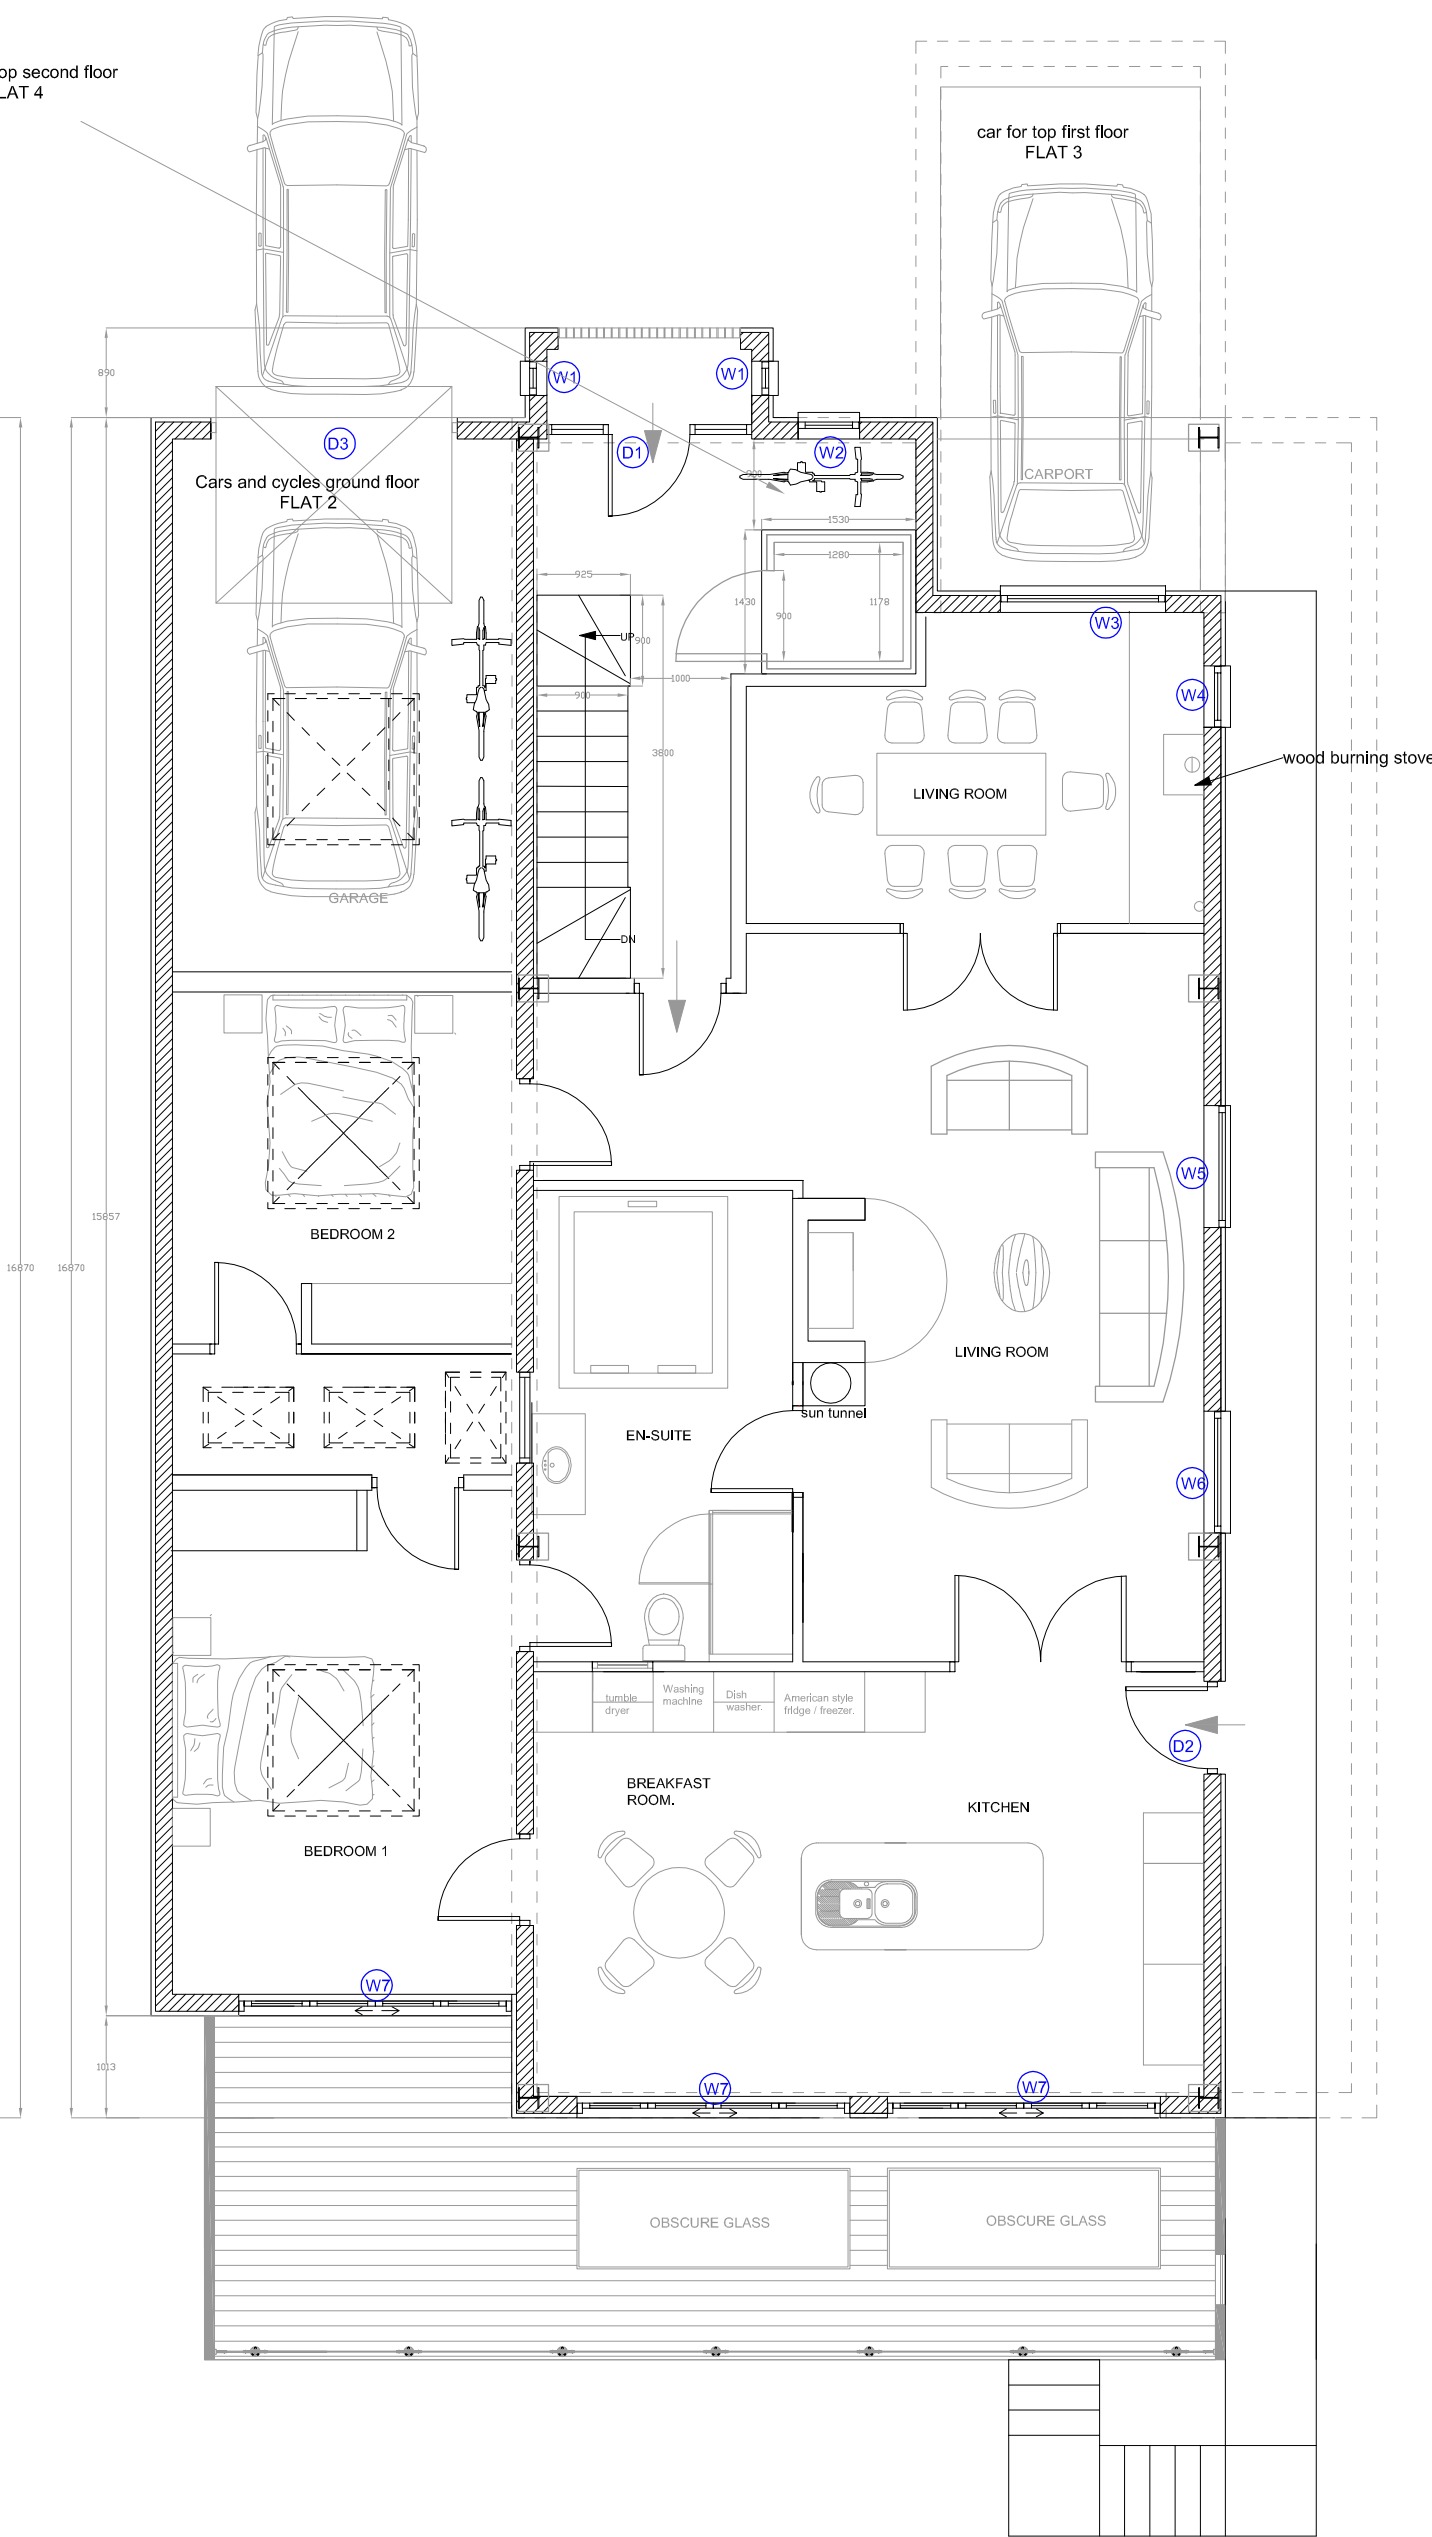 op second floor
LAT 4
car for top first floor
FLAT 3
890
W1
W1
D3
D1
W2
Cars and cycles ground floor
FLAT 2
900
CARPORT
1530
1280
925
1430
900
1178
W3
UP
900
1000
W4
900
3800
wood burning stove
LIVING ROOM
GARAGE
DN
W5
15857
BEDROOM 2
16870
16870
LIVING ROOM
sun tunnel
EN-SUITE
W6
tumble
dryer
Washing
machine
Dish
washer.
American style
fridge / freezer.
D2
BREAKFAST
ROOM.
KITCHEN
BEDROOM 1
W7
1013
W7
W7
OBSCURE GLASS
OBSCURE GLASS